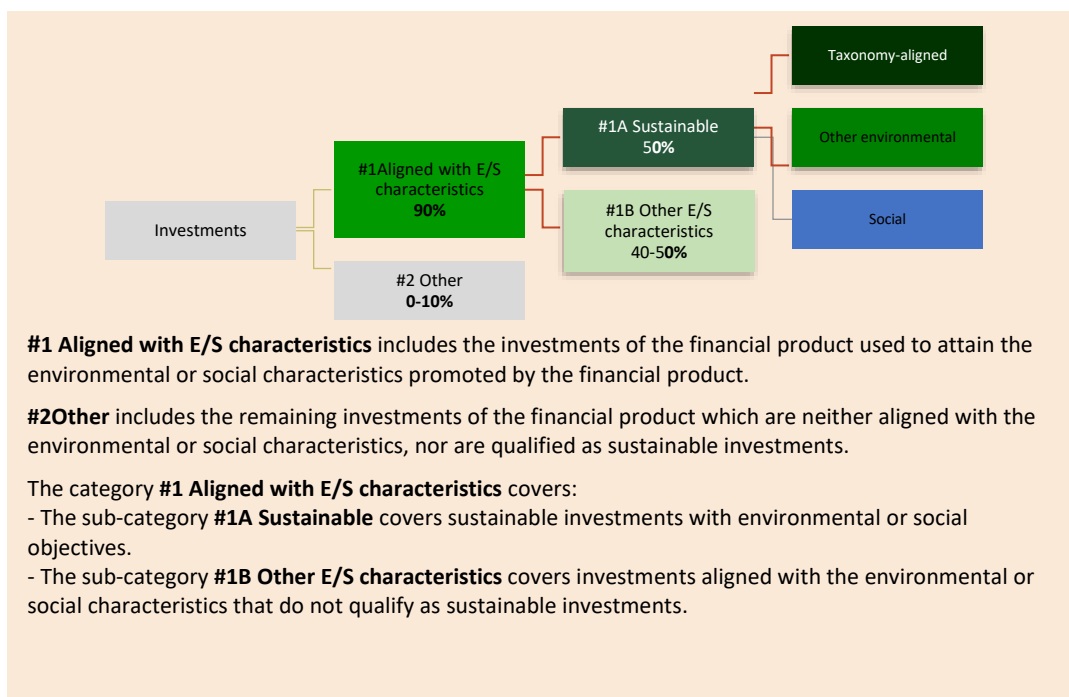 Taxonomy-aligned
#1A Sustainable
50%
Other environmental
#1Aligned with E/S
characteristics
90%
#1B Other E/S
characteristics
40-50%
Social
Investments
#2 Other
0-10%
#1 Aligned with E/S characteristics includes the investments of the financial product used to attain the
environmental or social characteristics promoted by the financial product.
#2Other includes the remaining investments of the financial product which are neither aligned with the
environmental or social characteristics, nor are qualified as sustainable investments.
The category #1 Aligned with E/S characteristics covers:
- The sub-category #1A Sustainable covers sustainable investments with environmental or social
objectives.
- The sub-category #1B Other E/S characteristics covers investments aligned with the environmental or
social characteristics that do not qualify as sustainable investments.